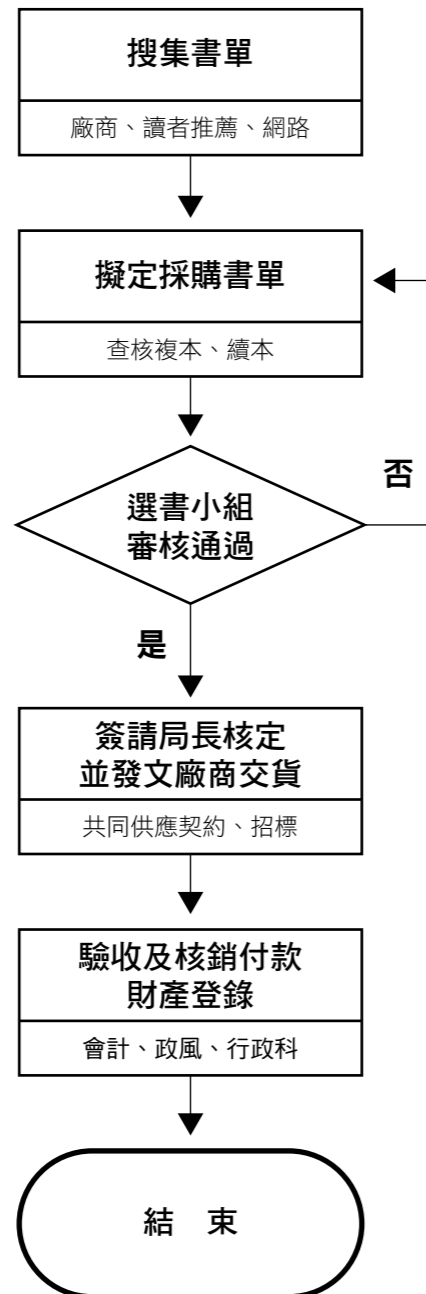 搜集書單
廠商、讀者推薦、網路
擬定採購書單
查核複本、續本
否
選書小組
審核通過
是
簽請局長核定
並發文廠商交貨
共同供應契約、招標
驗收及核銷付款
財產登錄
會計、政風、行政科
結　束